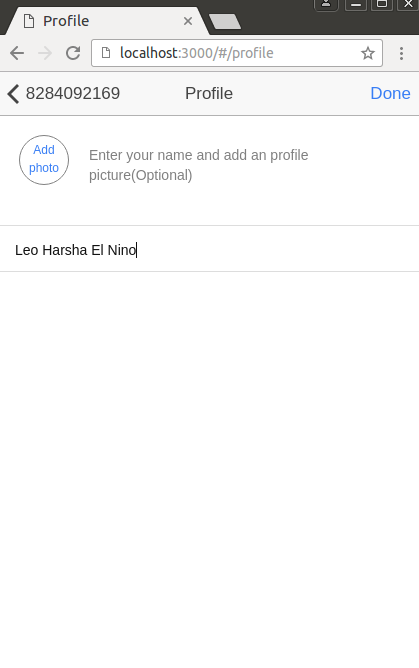 Profile
localhost:3000/#/profile
8284092169 Profile Done
Add
photo
Enter your name and add an profile
picture(Optional)
Leo Harsha El Nino